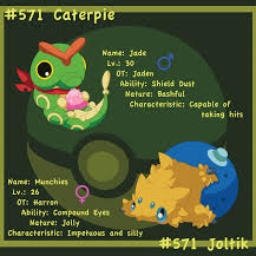 #571 Caterpie
Name: Jade
Lv.: 30
OT: Jaden
Ability: Shield Dust
Nature: Bashful
Characteristic: Capable of
taking hits
Name: Munchies
Lv.: 26
OT: Harron
Ability: Compound Eyes
Nature: Jolly
Characteristic: Impetuous and silly
#571 Joltik